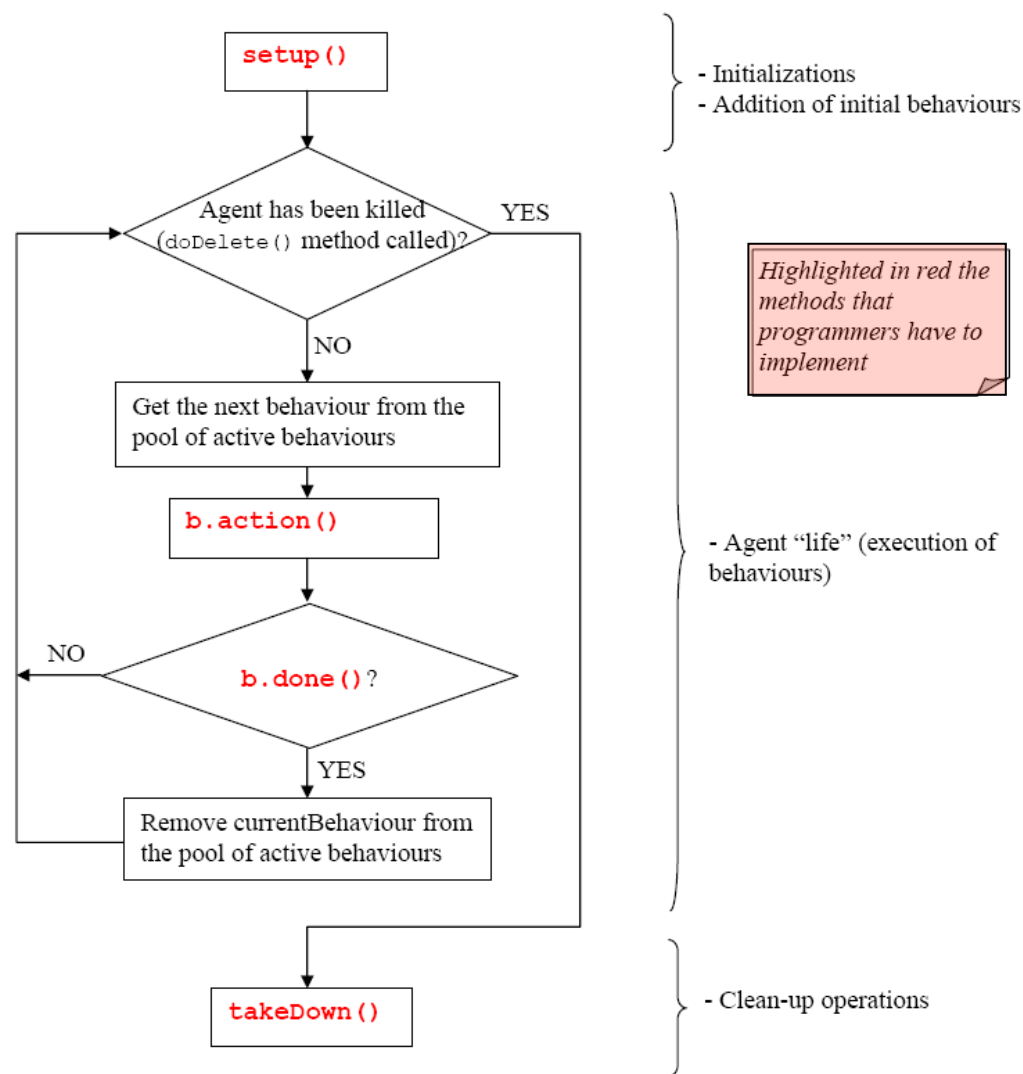 setup()
- Initializations
- Addition of initial behaviours
Agent has been killed
(doDelete() method called)?
YES
NO
Highlighted in red the
methods that
programmers have to
implement
Get the next behaviour from the
pool of active behaviours
b.action()
- Agent “life” (execution of
behaviours)
NO
b.done()?
YES
Remove currentBehaviour from
the pool of active behaviours
takeDown()
- Clean-up operations